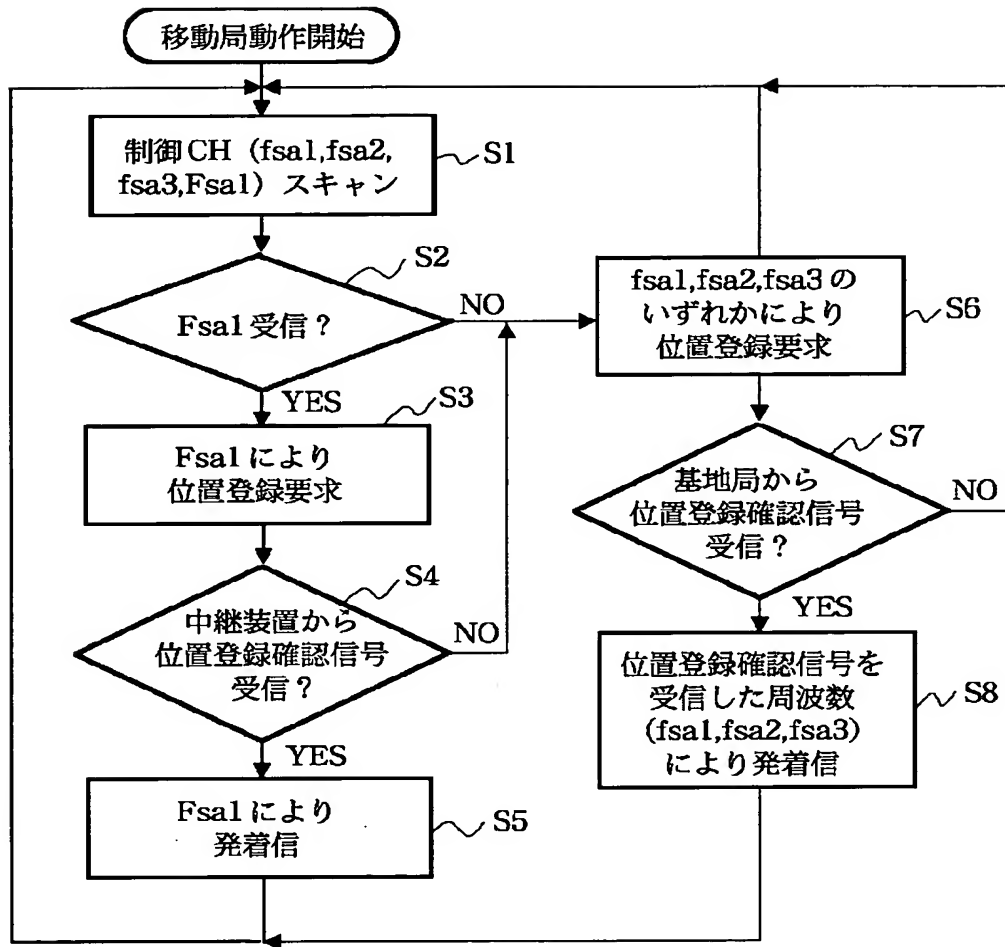 移動局動作開始
制御CH（fsa1,fsa2,
fsa3,Fsa1）スキャン
S1
S2
Fsa1受信？
NO
YES
S3
Fsa1により
位置登録要求
S4
中継装置から
位置登録確認信号
受信？
NO
YES
Fsa1により
発着信
S5
fsa1,fsa2,fsa3の
いずれかにより
位置登録要求
S6
S7
基地局から
位置登録確認信号
受信？
NO
YES
位置登録確認信号を
受信した周波数
(fsa1,fsa2,fsa3)
により発着信
S8